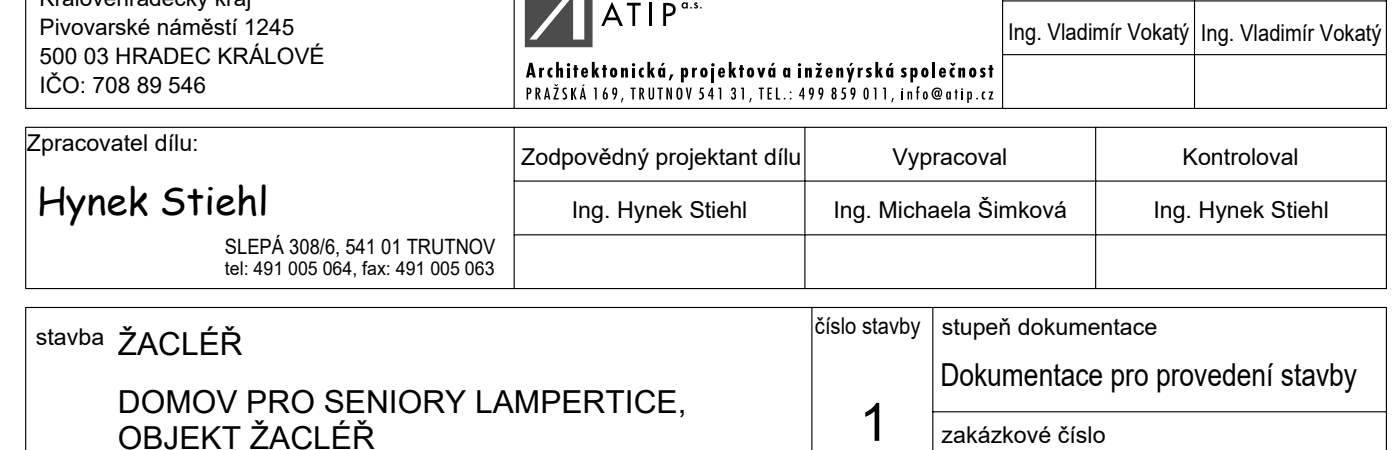 Královéhradecký kraj
Pivovarské náměstí 1245
500 03 HRADEC KRÁLOVÉ
IČO: 708 89 546
ATIP a.s.
Architektonická, projektová a inženýrská společnost
PRAŽSKÁ 169, TRUTNOV 541 31, TEL.: 499 859 011, info@atip.cz
Ing. Vladimír Vokatý Ing. Vladimír Vokatý
Zpracovatel dílu:
Hynek Stiehl
SLEPÁ 308/6, 541 01 TRUTNOV
tel: 491 005 064, fax: 491 005 063
Zodpovědný projektant dílu Vypracoval Kontroloval
Ing. Hynek Stiehl Ing. Michaela Šimková Ing. Hynek Stiehl
stavba ŽACLÉŘ
DOMOV PRO SENIORY LAMPERTICE,
OBJEKT ŽACLÉŘ
číslo stavby
1
stupeň dokumentace
Dokumentace pro provedení stavby
zakázkové číslo